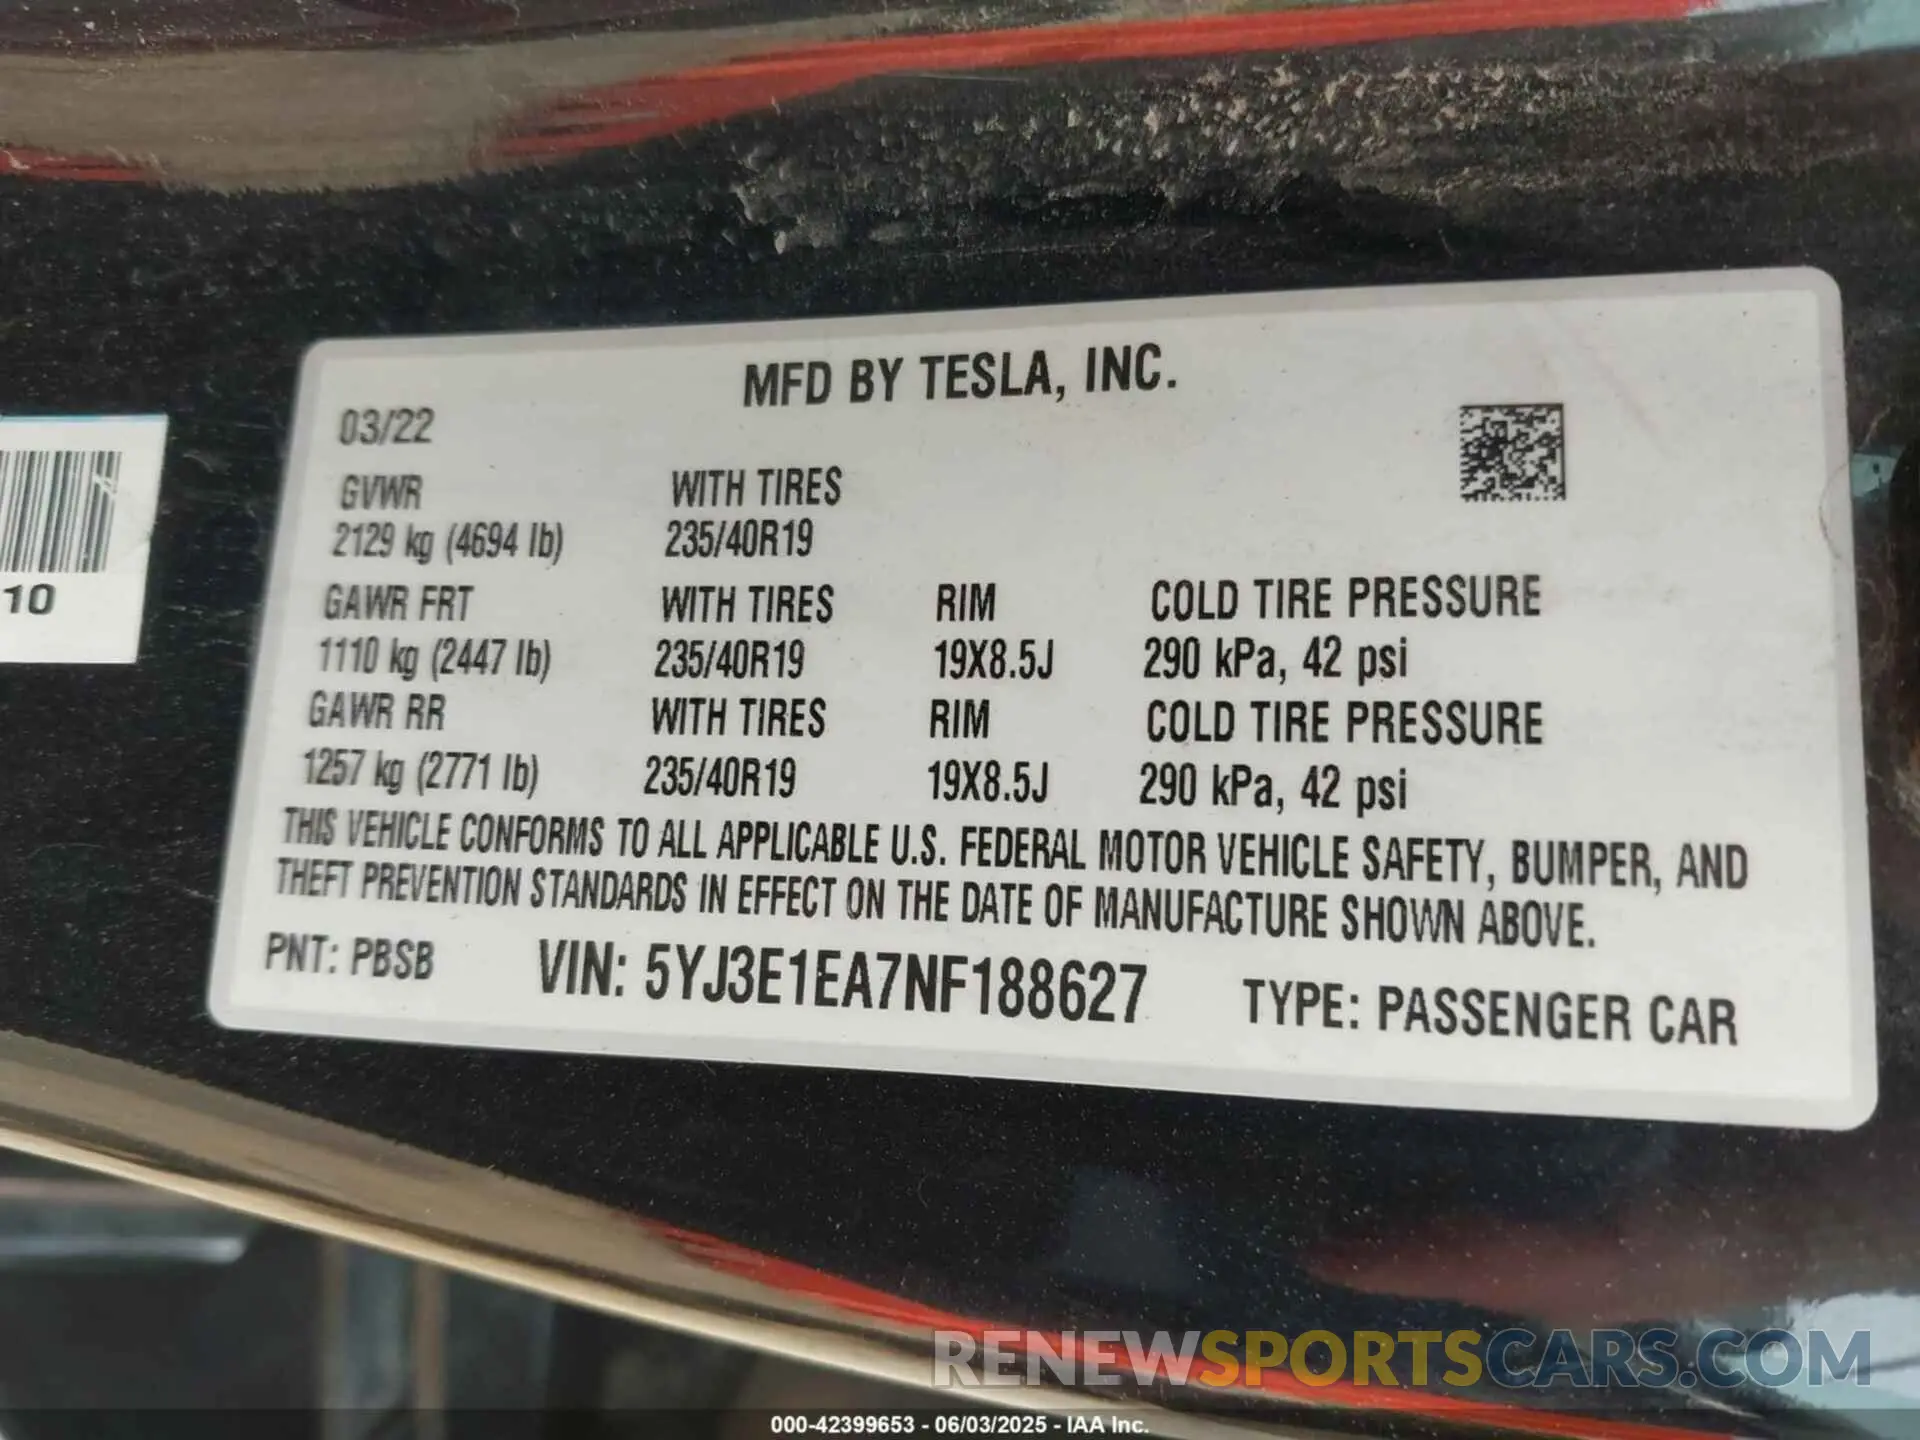 MFD BY TESLA, INC.
03/22
GVWR WITH TIRES
2129 kg (4694 lb) 235/40R19
GAWR FRT WITH TIRES RIM COLD TIRE PRESSURE
1110 kg (2447 lb) 235/40R19 19X8.5J 290 kPa, 42 psi
GAWR RR WITH TIRES RIM COLD TIRE PRESSURE
1257 kg (2771 lb) 235/40R19 19X8.5J 290 kPa, 42 psi
THIS VEHICLE CONFORMS TO ALL APPLICABLE U.S. FEDERAL MOTOR VEHICLE SAFETY, BUMPER, AND
THEFT PREVENTION STANDARDS IN EFFECT ON THE DATE OF MANUFACTURE SHOWN ABOVE.
PNT: PBSB VIN: 5YJ3E1EA7NF188627 TYPE: PASSENGER CAR
10
RENEWSPORTSCARS.COM
000-42399653 - 06/03/2025 - IAA Inc.